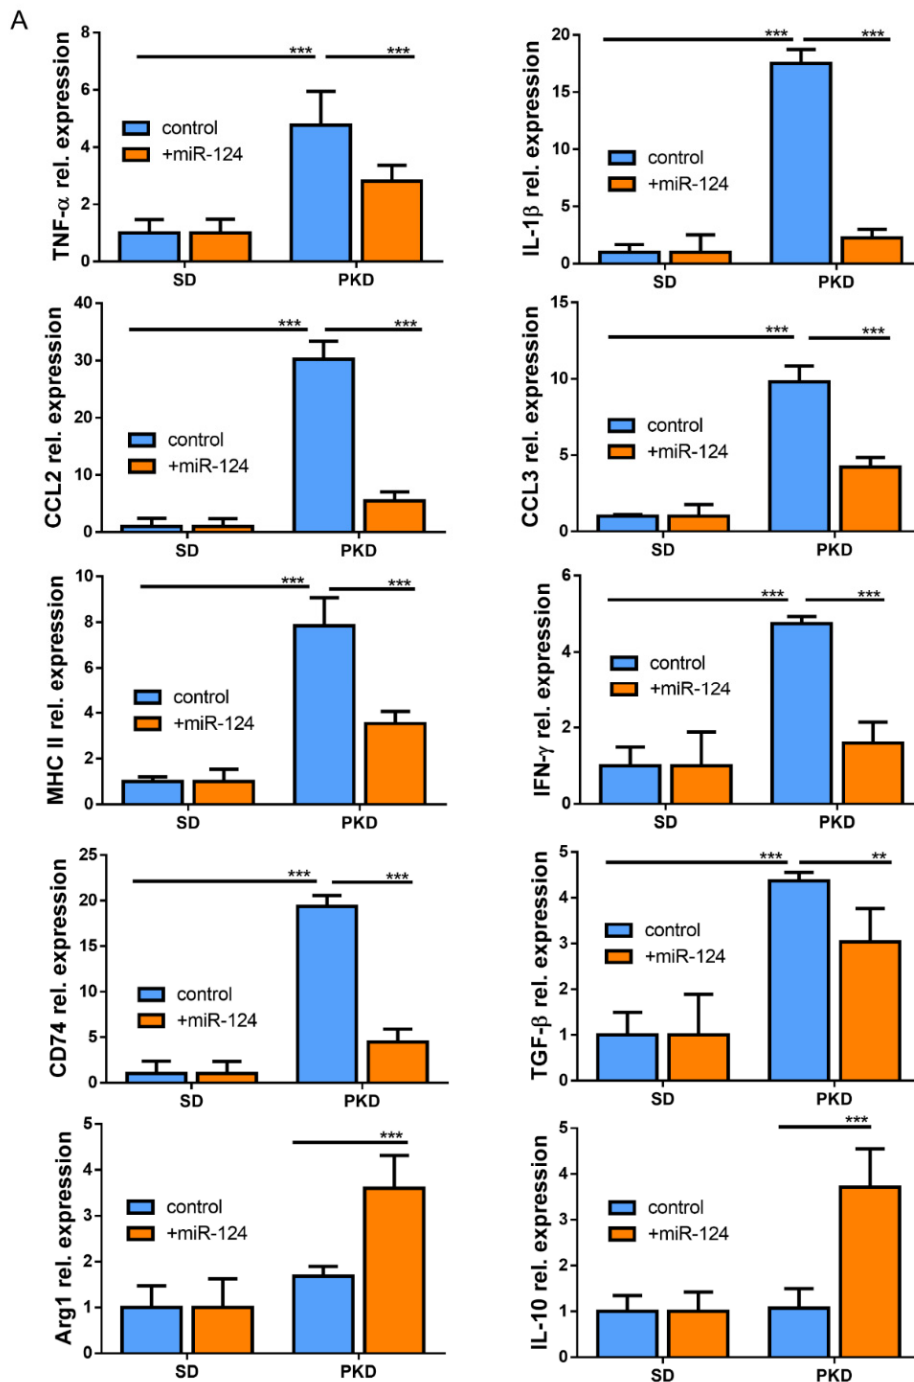 A
TNF-α rel. expression
8
6
4
2
0
control
+miR-124
***
***
SD
PKD
IL-1β rel. expression
20
15
10
5
0
control
+miR-124
***
***
SD
PKD
CCL2 rel. expression
40
30
20
10
0
control
+miR-124
***
***
SD
PKD
CCL3 rel. expression
15
10
5
0
control
+miR-124
***
***
SD
PKD
MHC II rel. expression
10
8
6
4
2
0
control
+miR-124
***
***
SD
PKD
IFN-γ rel. expression
6
4
2
0
control
+miR-124
***
***
SD
PKD
CD74 rel. expression
25
20
15
10
5
0
control
+miR-124
***
***
SD
PKD
TGF-β rel. expression
5
4
3
2
1
0
control
+miR-124
***
**
SD
PKD
Arg1 rel. expression
5
4
3
2
1
0
control
+miR-124
***
SD
PKD
IL-10 rel. expression
5
4
3
2
1
0
control
+miR-124
***
SD
PKD